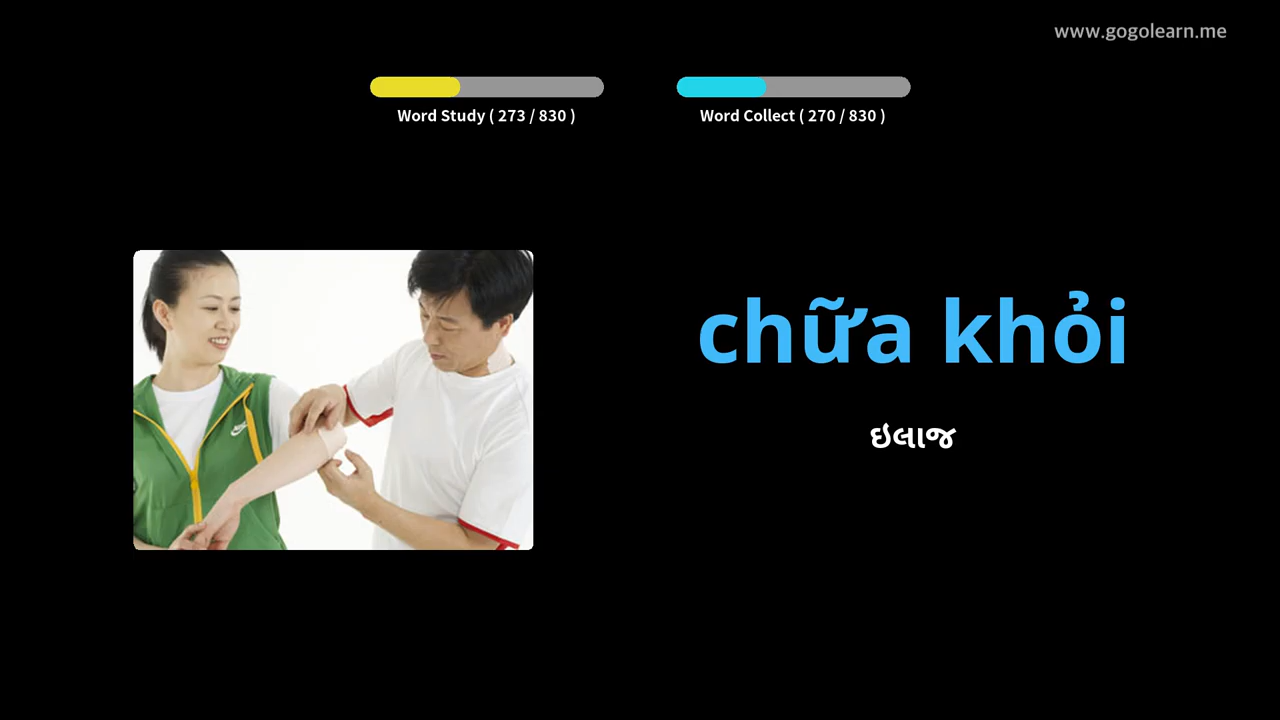 www.gogolearn.me
Word Study ( 273 / 830 )
Word Collect ( 270 / 830 )
chữa khỏi
ઇલાજ